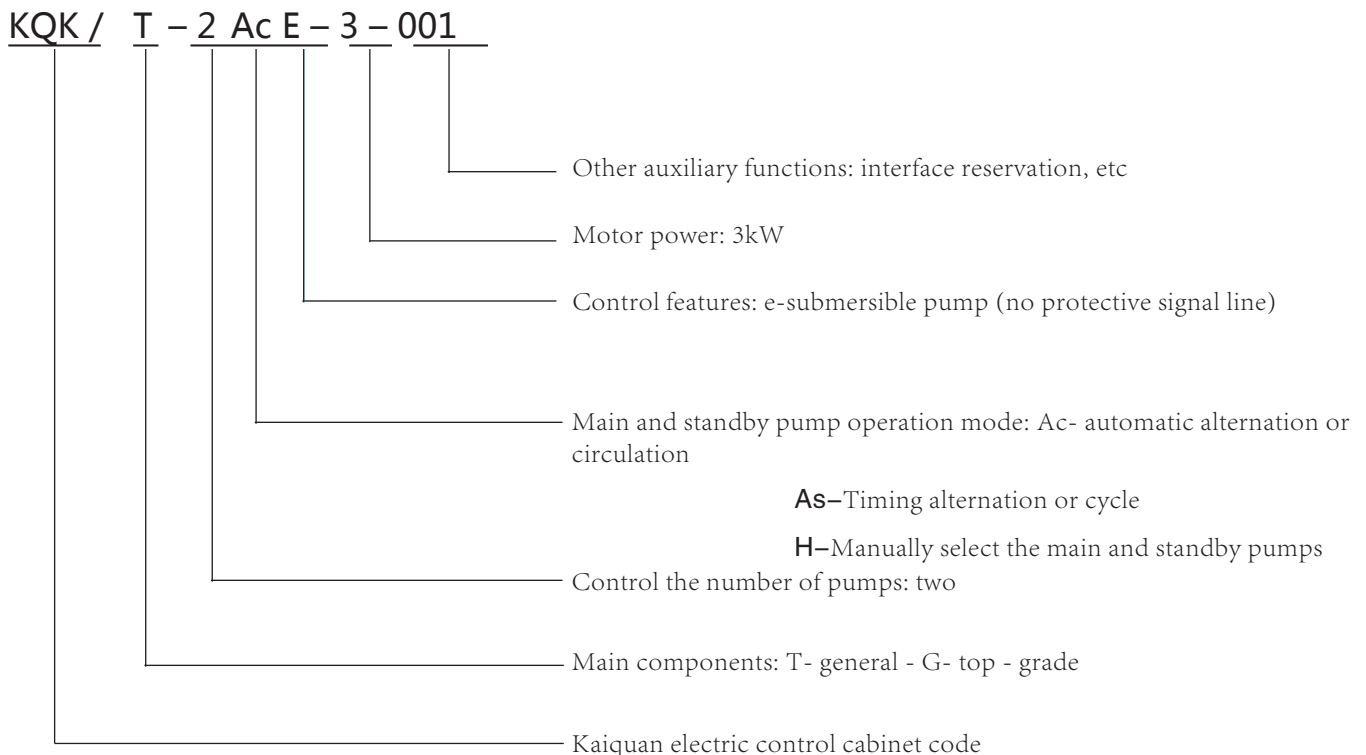 KQK / T – 2 Ac E – 3 – 001
Other auxiliary functions: interface reservation, etc
Motor power: 3kW
Control features: e-submersible pump (no protective signal line)
Main and standby pump operation mode: Ac- automatic alternation or
circulation
As–Timing alternation or cycle
H–Manually select the main and standby pumps
Control the number of pumps: two
Main components: T- general - G- top - grade
Kaiquan electric control cabinet code